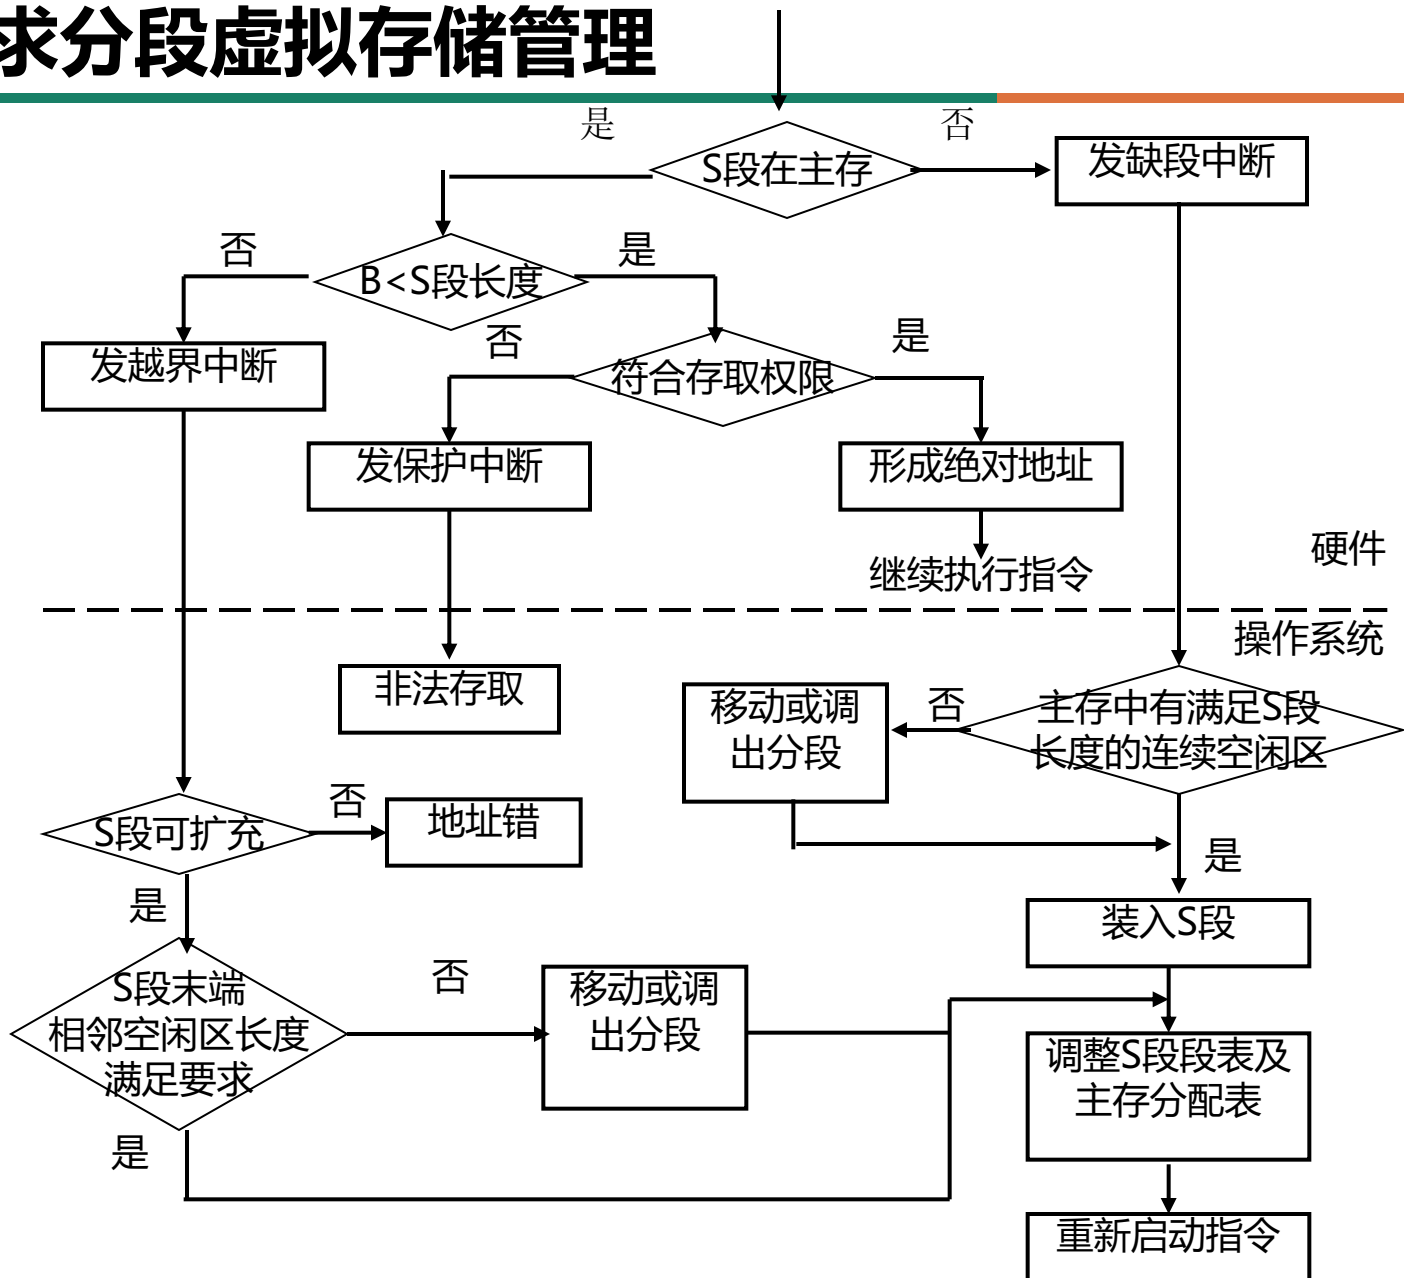 求分段虚拟存储管理
是
否
S段在主存
发缺段中断
否
是
B<S段长度
否
是
发越界中断
符合存取权限
发保护中断
形成绝对地址
硬件
继续执行指令
操作系统
非法存取
移动或调
出分段
否
主存中有满足S段
长度的连续空闲区
否
S段可扩充
地址错
是
是
装入S段
S段末端
相邻空闲区长度
满足要求
否
移动或调
出分段
调整S段段表及
主存分配表
是
重新启动指令